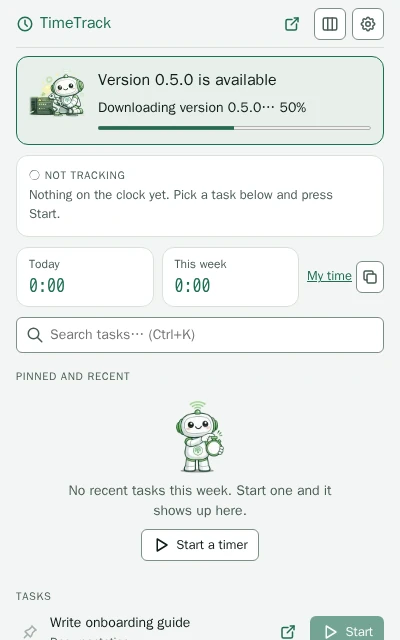 TimeTrack
Version 0.5.0 is available
Downloading version 0.5.0··· 50%
NOT TRACKING
Nothing on the clock yet. Pick a task below and press
Start.
Today
0:00
This week
0:00
My time
Search tasks··· (Ctrl+K)
PINNED AND RECENT
No recent tasks this week. Start one and it
shows up here.
Start a timer
TASKS
Write onboarding guide
Start